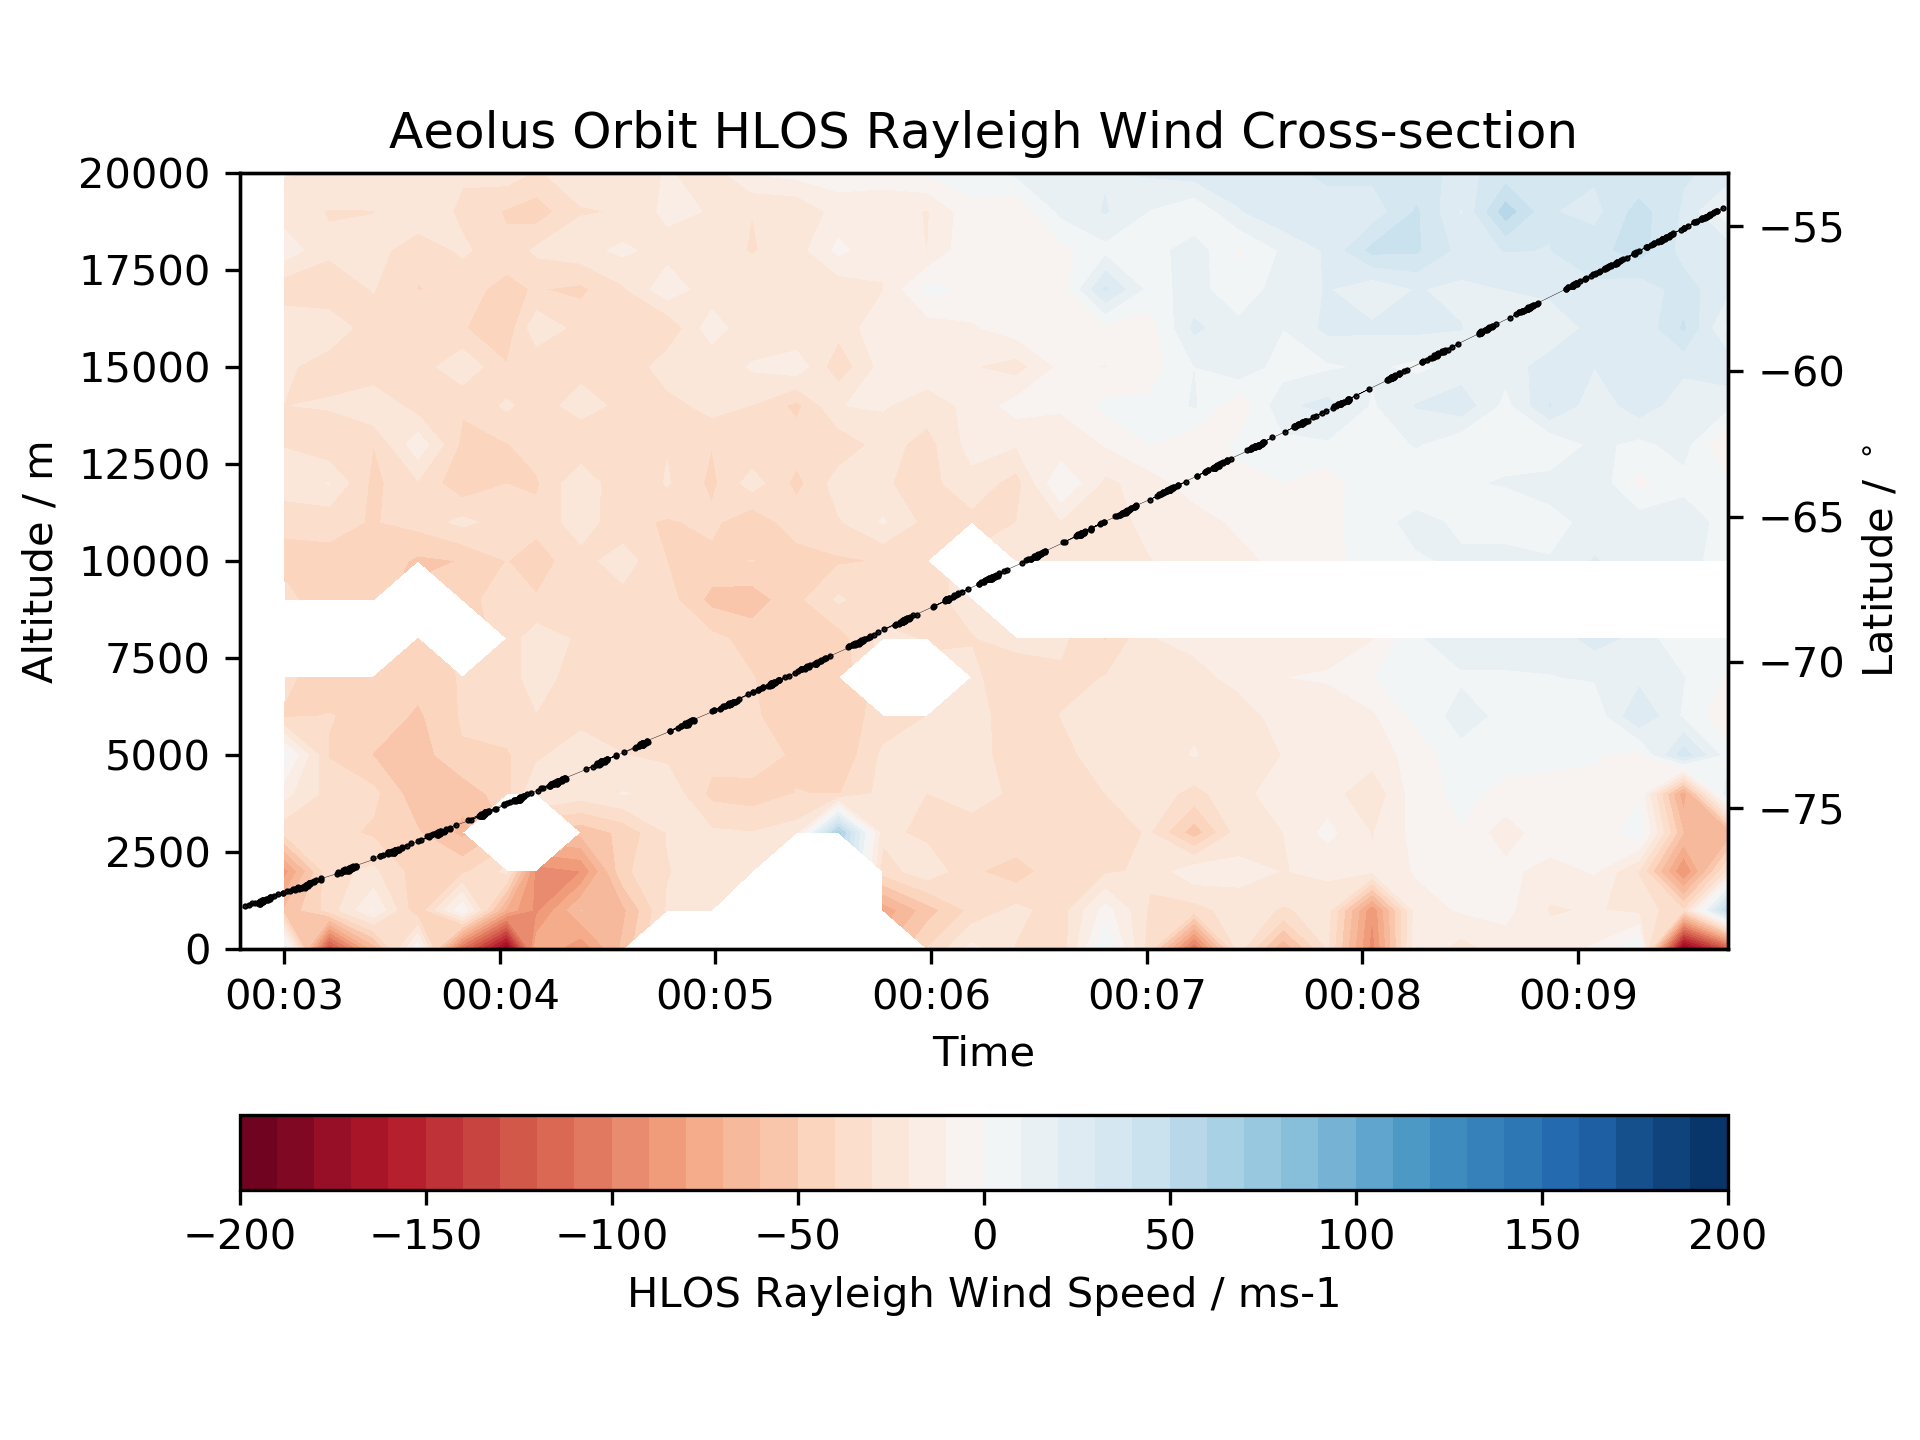 Aeolus Orbit HLOS Rayleigh Wind Cross-section
20000
17500
15000
12500
10000
7500
5000
2500
0
Altitude / m
−55
−60
−65
−70
−75
Latitude / °
00:03 00:04 00:05 00:06 00:07 00:08 00:09
Time
−200 −150 −100 −50 0 50 100 150 200
HLOS Rayleigh Wind Speed / ms-1